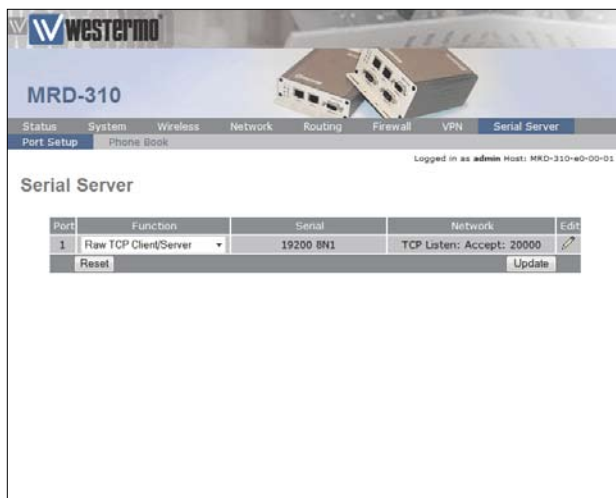 Westermo
MRD-310
Status System Wireless Network Routing Firewall VPN Serial Server
Port Setup Phone Book
Logged in as admin Host: MRD-310-e0-00-01
Serial Server
Port Function Serial Network Edit
1 Raw TCP Client/Server 19200 8N1 TCP Listen: Accept: 20000
Reset Update